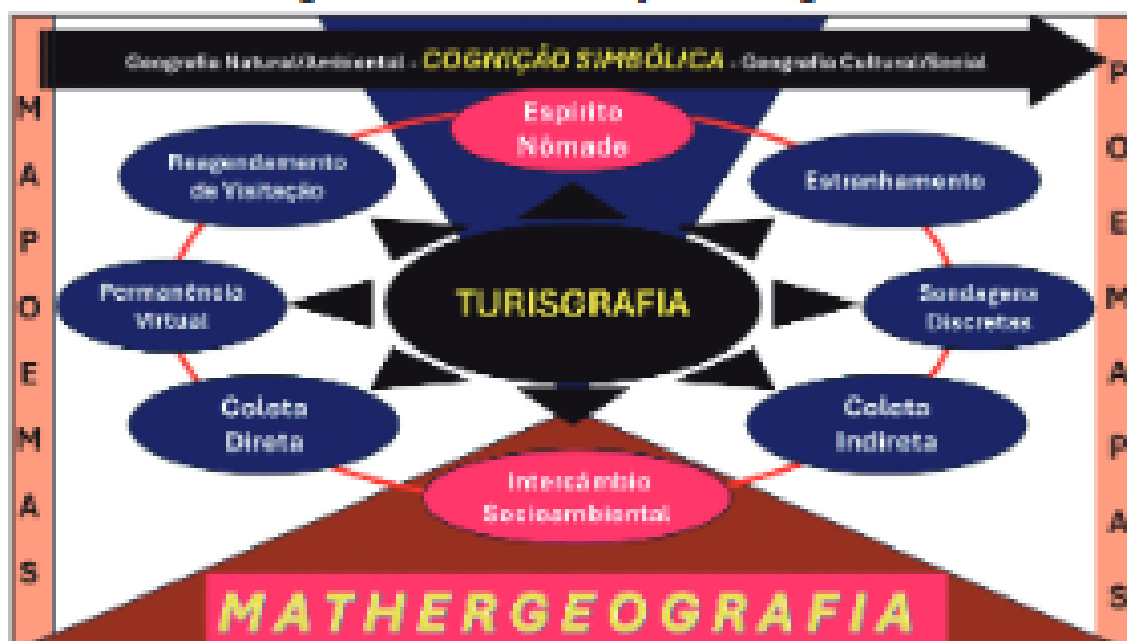 Geografia Natural/Ambiental - COGNIÇÃO SIMBÓLICA - Geografia Cultural/Social
Espírito
Nômade
Reagendamento
de Visitação
Estranhamento
TURISGRAFIA
Permanência
Virtual
Sondagens
Discretas
Coleta
Direta
Coleta
Indireta
Intercâmbio
Socioambiental
MATHERGEOGRAFIA
MAPOEMAS
POEMAPAS